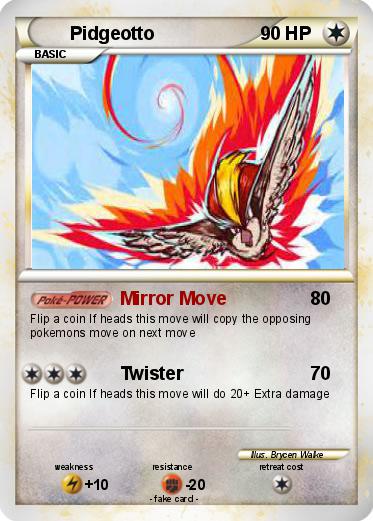 Pidgeotto 90 HP
BASIC
Poké-POWER Mirror Move 80
Flip a coin If heads this move will copy the opposing
pokemons move on next move
Twister 70
Flip a coin If heads this move will do 20+ Extra damage
Illus. Brycen Walke
weakness resistance retreat cost
+10 -20
- fake card -